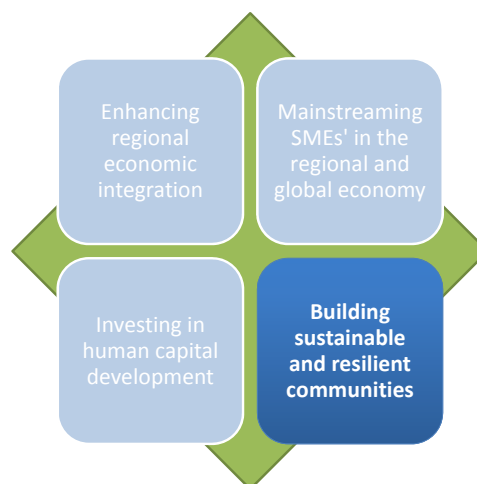 Enhancing
regional
economic
integration
Mainstreaming
SMEs' in the
regional and
global economy
Investing in
human capital
development
Building
sustainable
and resilient
communities